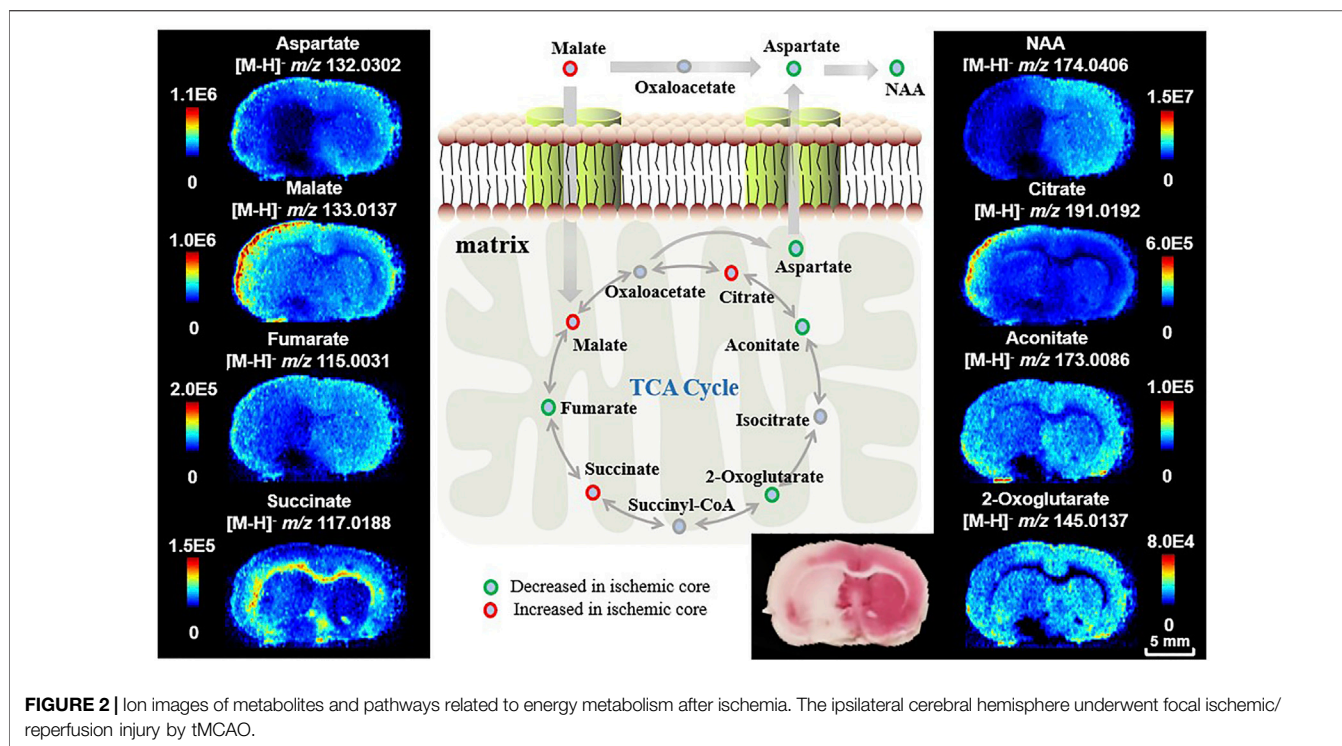 Aspartate
[M-H]- m/z 132.0302
1.1E6
0
Malate
[M-H]- m/z 133.0137
1.0E6
0
Fumarate
[M-H]- m/z 115.0031
2.0E5
0
Succinate
[M-H]- m/z 117.0188
1.5E5
0
Malate
Oxaloacetate
Aspartate
NAA
matrix
Aspartate
Oxaloacetate
Citrate
Malate
Aconitate
TCA Cycle
Fumarate
Isocitrate
Succinate
2-Oxoglutarate
Succinyl-CoA
Decreased in ischemic core
Increased in ischemic core
NAA
[M-H]- m/z 174.0406
1.5E7
0
Citrate
[M-H]- m/z 191.0192
6.0E5
0
Aconitate
[M-H]- m/z 173.0086
1.0E5
0
2-Oxoglutarate
[M-H]- m/z 145.0137
8.0E4
0
5 mm
FIGURE 2 | Ion images of metabolites and pathways related to energy metabolism after ischemia. The ipsilateral cerebral hemisphere underwent focal ischemic/
reperfusion injury by tMCAO.